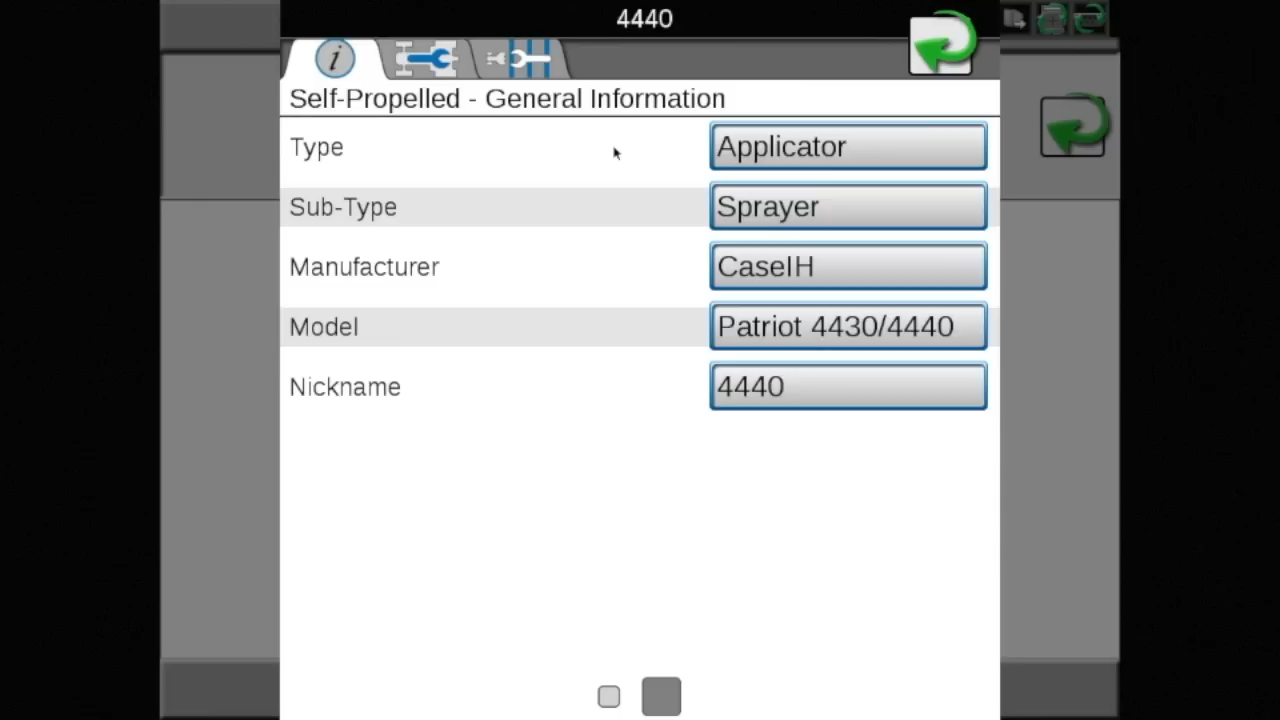 4440
i
Self-Propelled - General Information
Type
Applicator
Sub-Type
Sprayer
Manufacturer
CaseIH
Model
Patriot 4430/4440
Nickname
4440